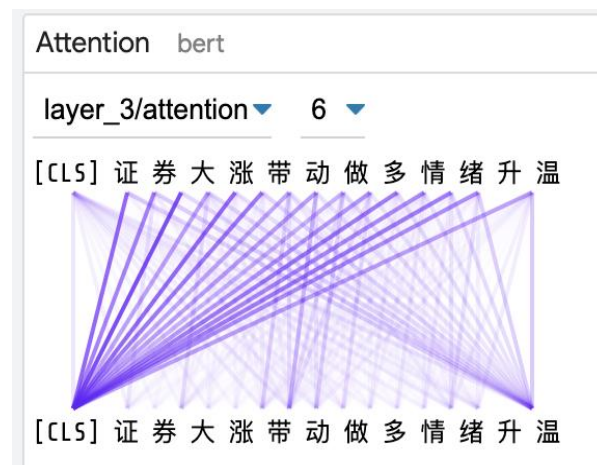 Attention bert
layer_3/attention 6
[CLS] 证 券 大 涨 带 动 做 多 情 绪 升 温
[CLS] 证 券 大 涨 带 动 做 多 情 绪 升 温